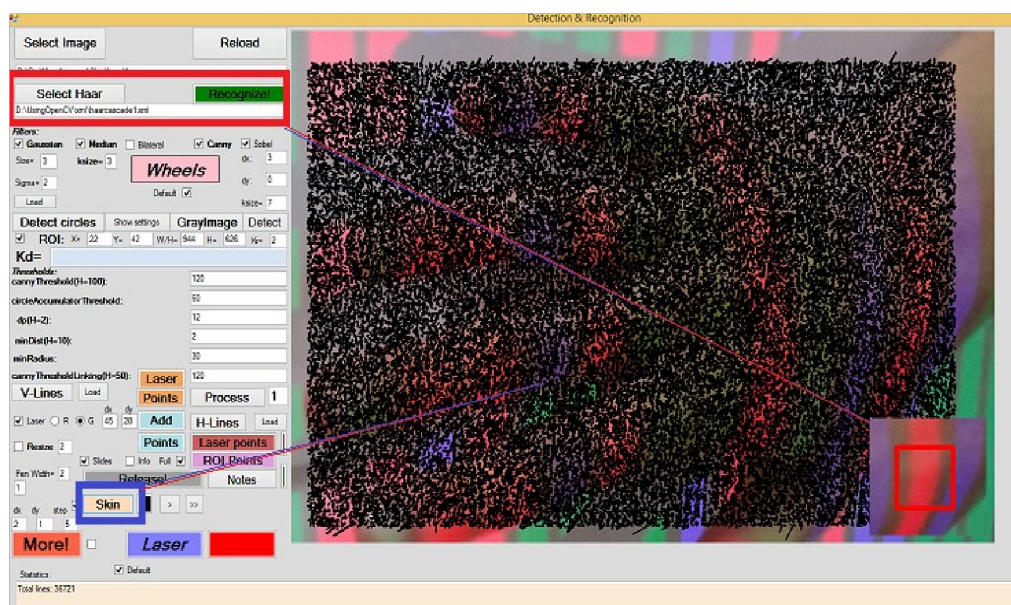 Detection & Recognition
Select Image Reload
Select Haar Recognize!
D:\UsingOpenCV\xml\haarcascade1.xml
Filters:
Gaussian Median Bilateral Canny Sobel
Size= 3 ksize= 3 Wheels dx: 3
Sigma= 2 dy: 0
Default
Load ksize= 7
Detect circles Show settings GrayImage Detect
ROI: X= 22 Y= 42 W/H= 944 H= 626 K= 2
Kd=
Thresholds:
cannyThreshold(H=100): 120
circleAccumulatorThreshold: 60
dp(H=2): 12
minDist(H=10): 2
minRadius: 30
cannyThresholdLinking(H=50): 120
Laser Points
V-Lines Load Process 1
dx dy
Laser R G 45 20 Add Points H-Lines Load
Resize 2 Laser points
Slides Info Full ROI Points
Pen Width= 2 Release! Notes
1
Skin > >>
dx dy step
2 1 5
More! Laser
Statistics: Default
Total lines: 36721